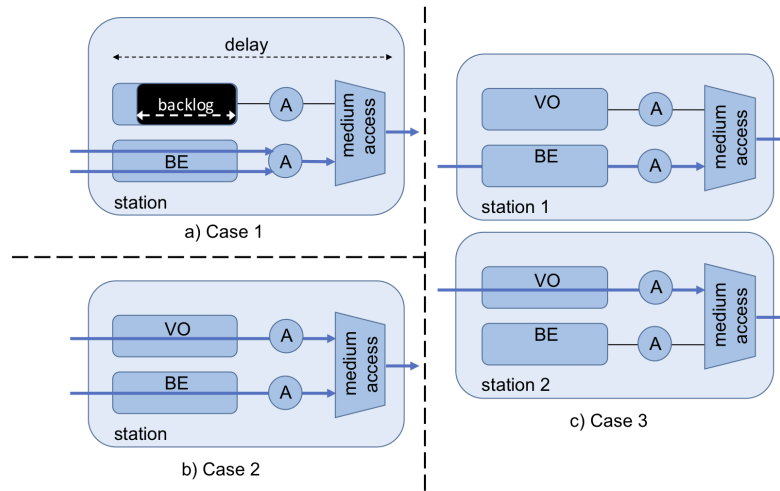 delay
backlog
A
BE
A
medium
access
station
a) Case 1
VO
A
BE
A
medium
access
station
b) Case 2
VO
A
BE
A
medium
access
station 1
VO
A
BE
A
medium
access
station 2
c) Case 3